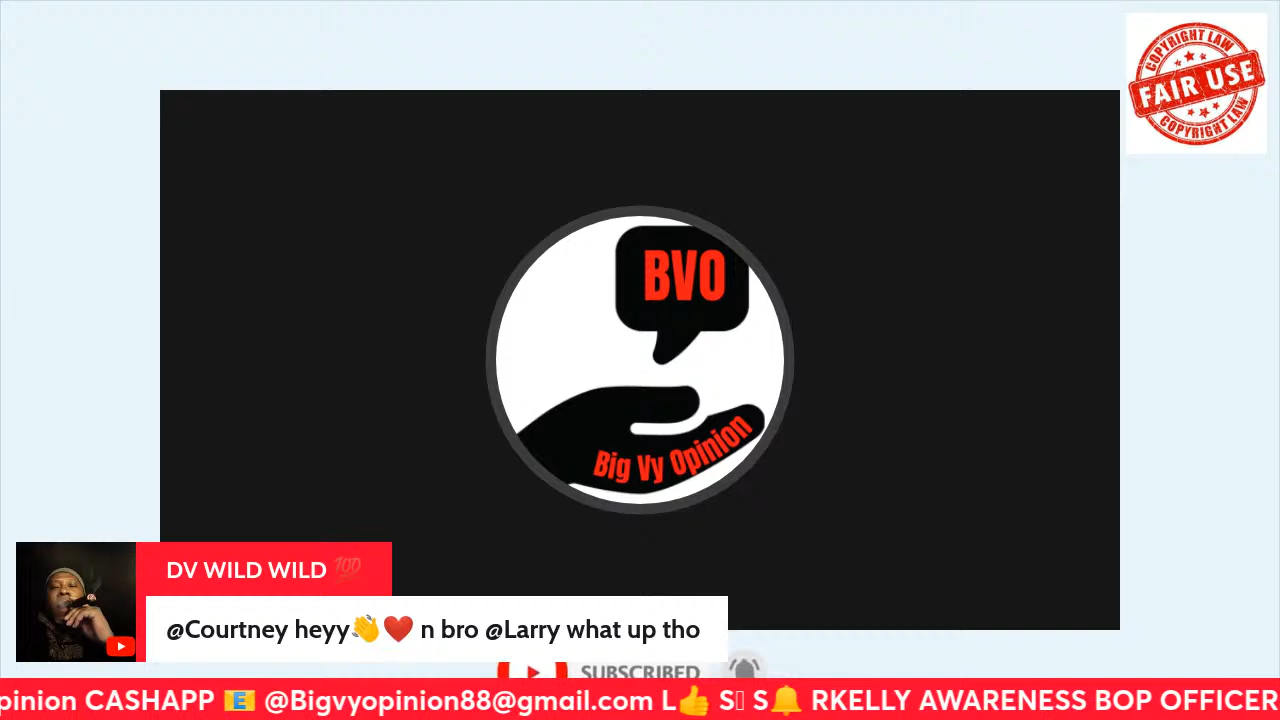 COPYRIGHT LAW
FAIR USE
COPYRIGHT LAW
BVO
Big Vy Opinion
DV WILD WILD 💯
@Courtney heyy👋❤️ n bro @Larry what up tho
SUBSCRIBED
pinion CASHAPP 📧 @Bigvyopinion88@gmail.com L👍 S S🔔 RKELLY AWARENESS BOP OFFICER